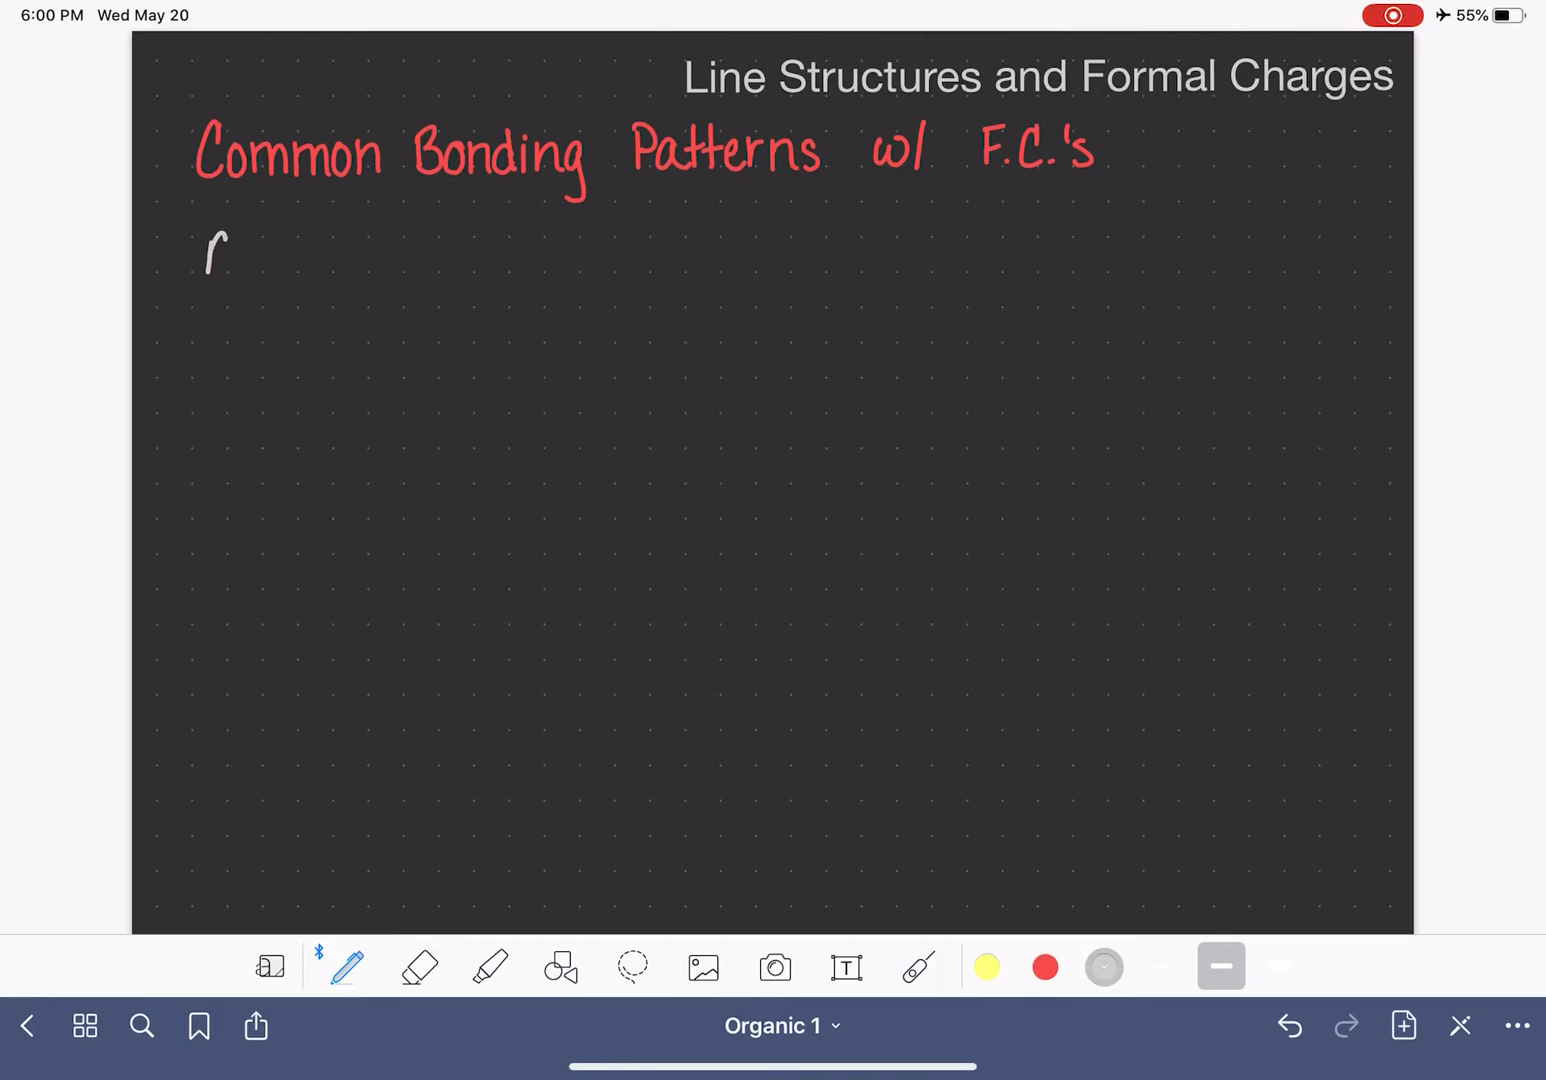 6:00 PM Wed May 20
55%
Line Structures and Formal Charges
Common Bonding Patterns w/ F.C.'s
r
T
Organic 1